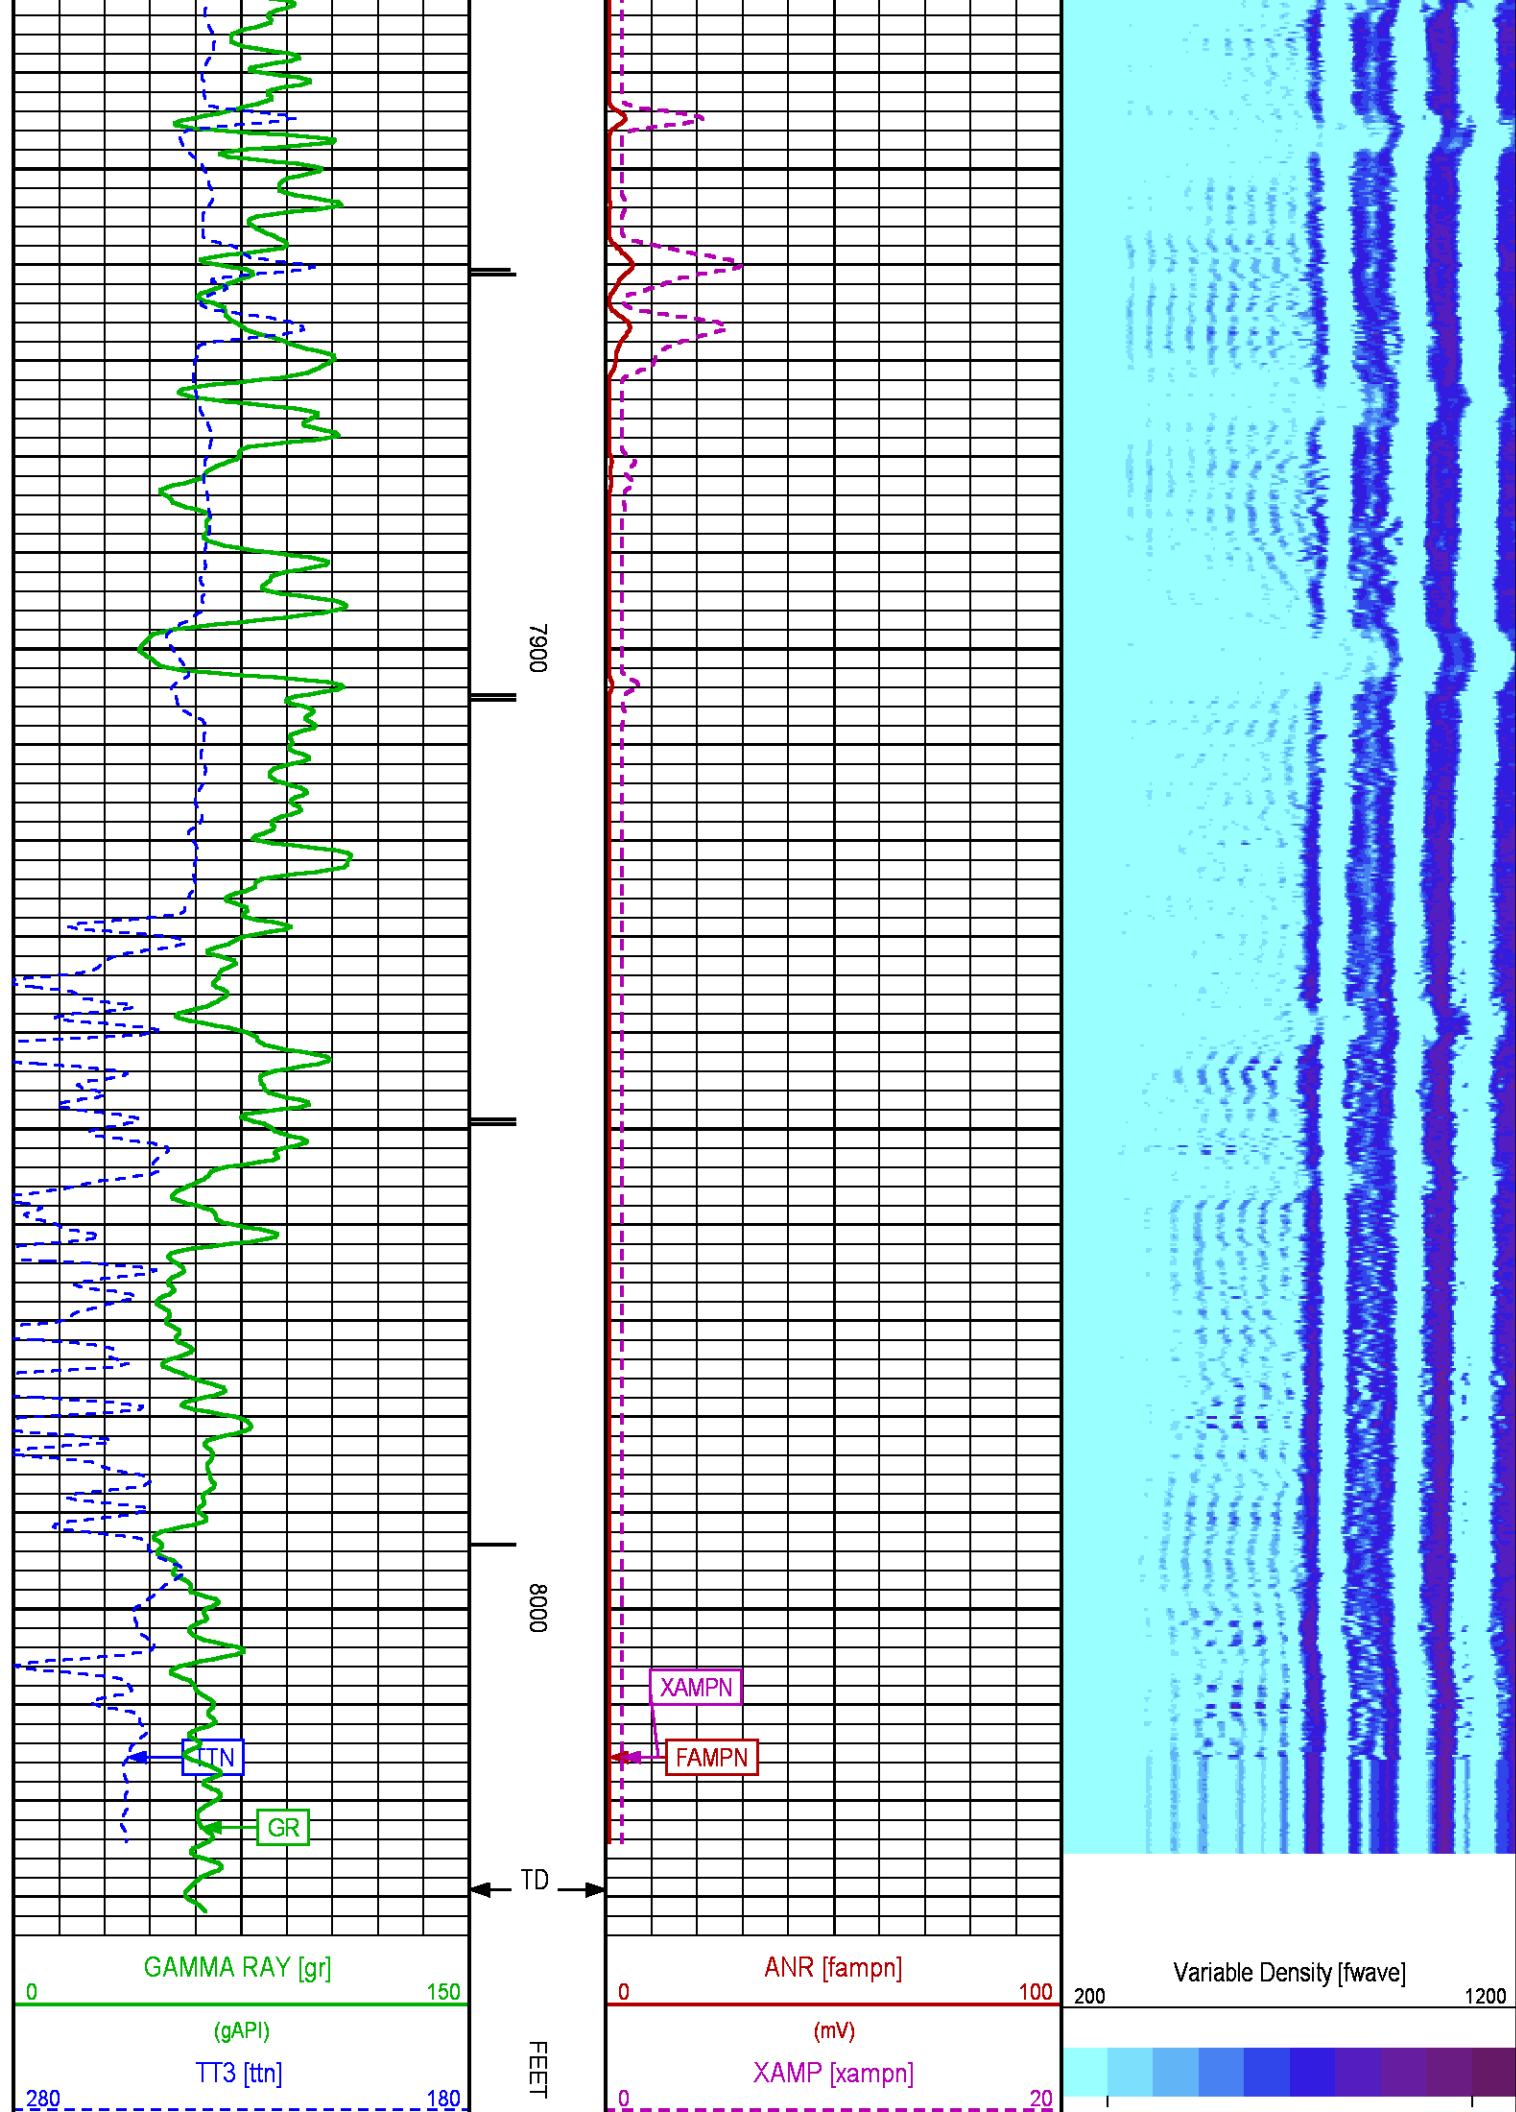 7900
8000
XAMPN
TTN
FAMPN
GR
TD
GAMMA RAY [gr]
0 150
(gAPI)
TT3 [ttn]
280 180
FEET
ANR [fampn]
0 100
(mV)
XAMP [xampn]
0 20
Variable Density [fwave]
200 1200